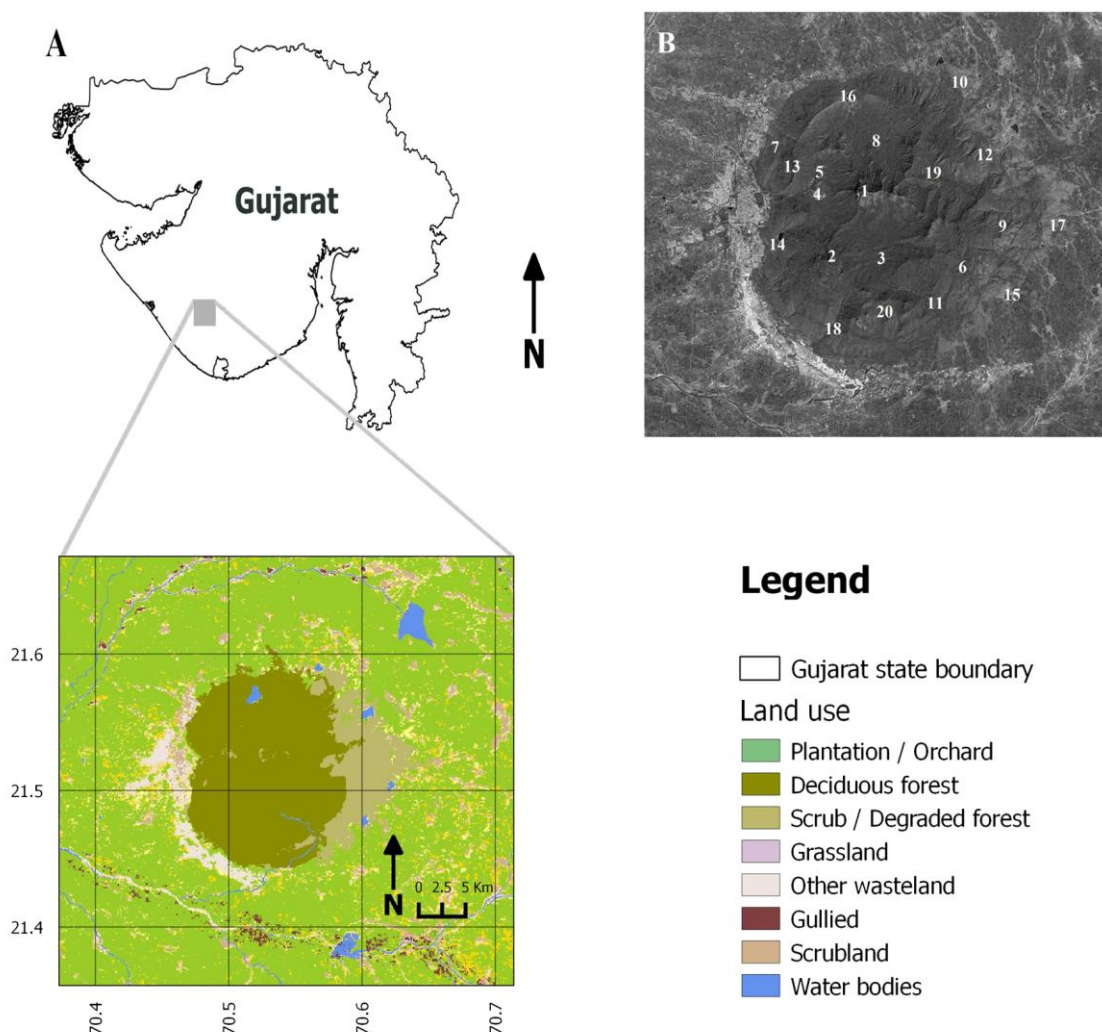 A
Gujarat
N
B
10
16
7
8
12
13
5
19
4
1
9
17
14
2
3
6
15
11
20
18
21.6
21.5
21.4
0 2.5 5 Km
N
70.4
70.5
70.6
70.7
Legend
Gujarat state boundary
Land use
Plantation / Orchard
Deciduous forest
Scrub / Degraded forest
Grassland
Other wasteland
Gullied
Scrubland
Water bodies